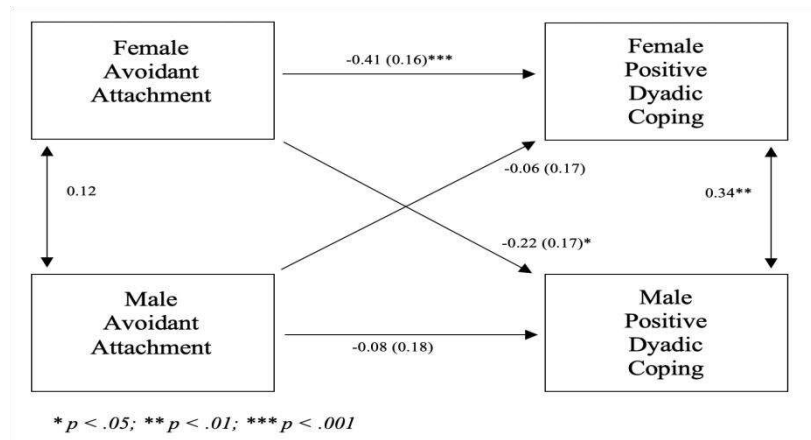 Female
Avoidant
Attachment
-0.41 (0.16)***
Female
Positive
Dyadic
Coping
0.12
-0.06 (0.17)
0.34**
-0.22 (0.17)*
Male
Avoidant
Attachment
-0.08 (0.18)
Male
Positive
Dyadic
Coping
* p < .05; ** p < .01; *** p < .001